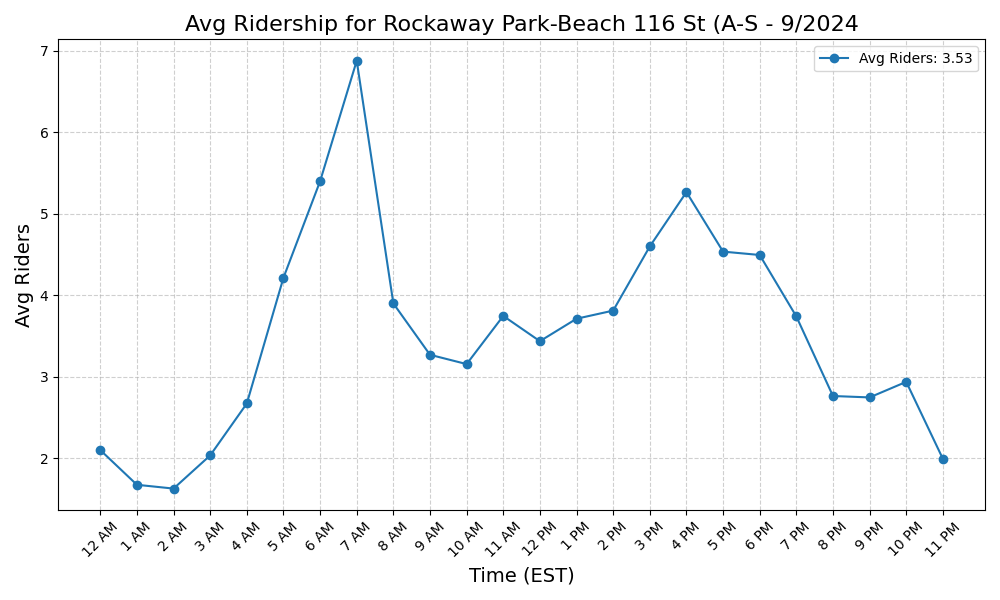 Avg Ridership for Rockaway Park-Beach 116 St (A-S - 9/2024
Avg Riders: 3.53
Avg Riders
7
6
5
4
3
2
12 AM
1 AM
2 AM
3 AM
4 AM
5 AM
6 AM
7 AM
8 AM
9 AM
10 AM
11 AM
12 PM
1 PM
2 PM
3 PM
4 PM
5 PM
6 PM
7 PM
8 PM
9 PM
10 PM
11 PM
Time (EST)